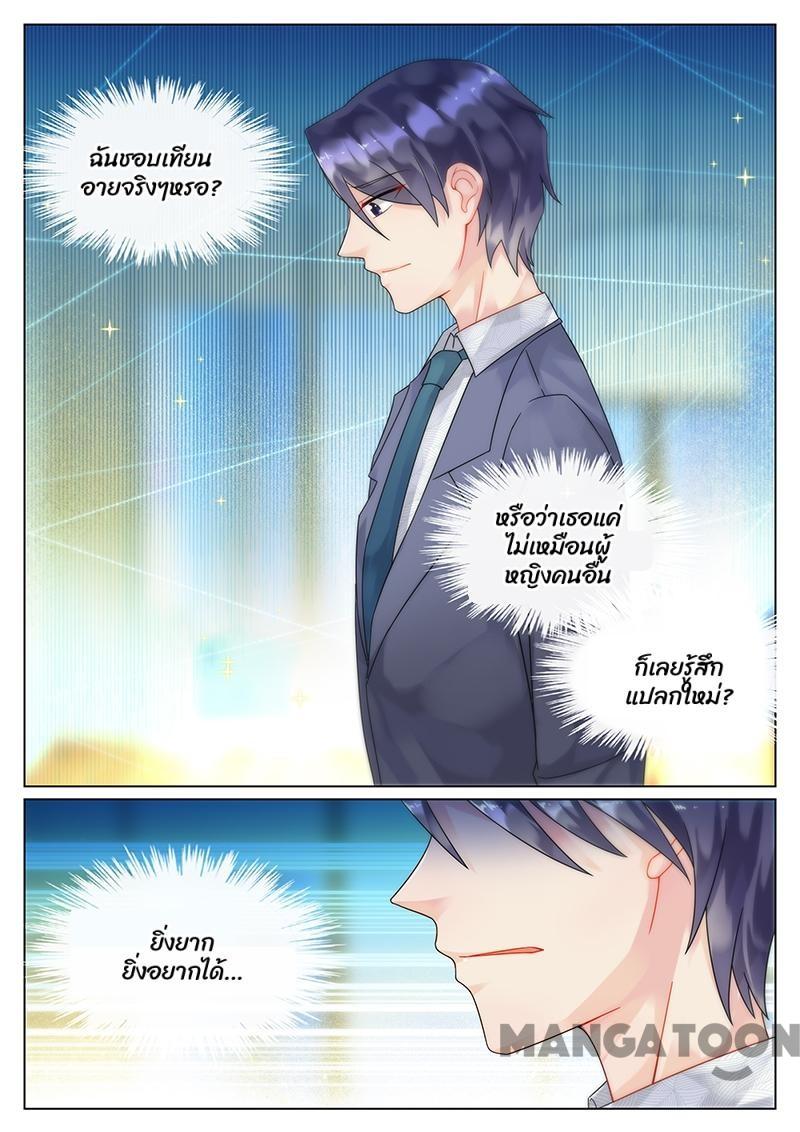 ฉันชอบเทียน
อายจริงๆหรอ?
หรือว่าเธอแค่
ไม่เหมือนผู้
หญิงคนอื่น
ก็เลยรู้สึก
แปลกใหม่?
ยิ่งยาก
ยิ่งอยากได้...
MANGATOON